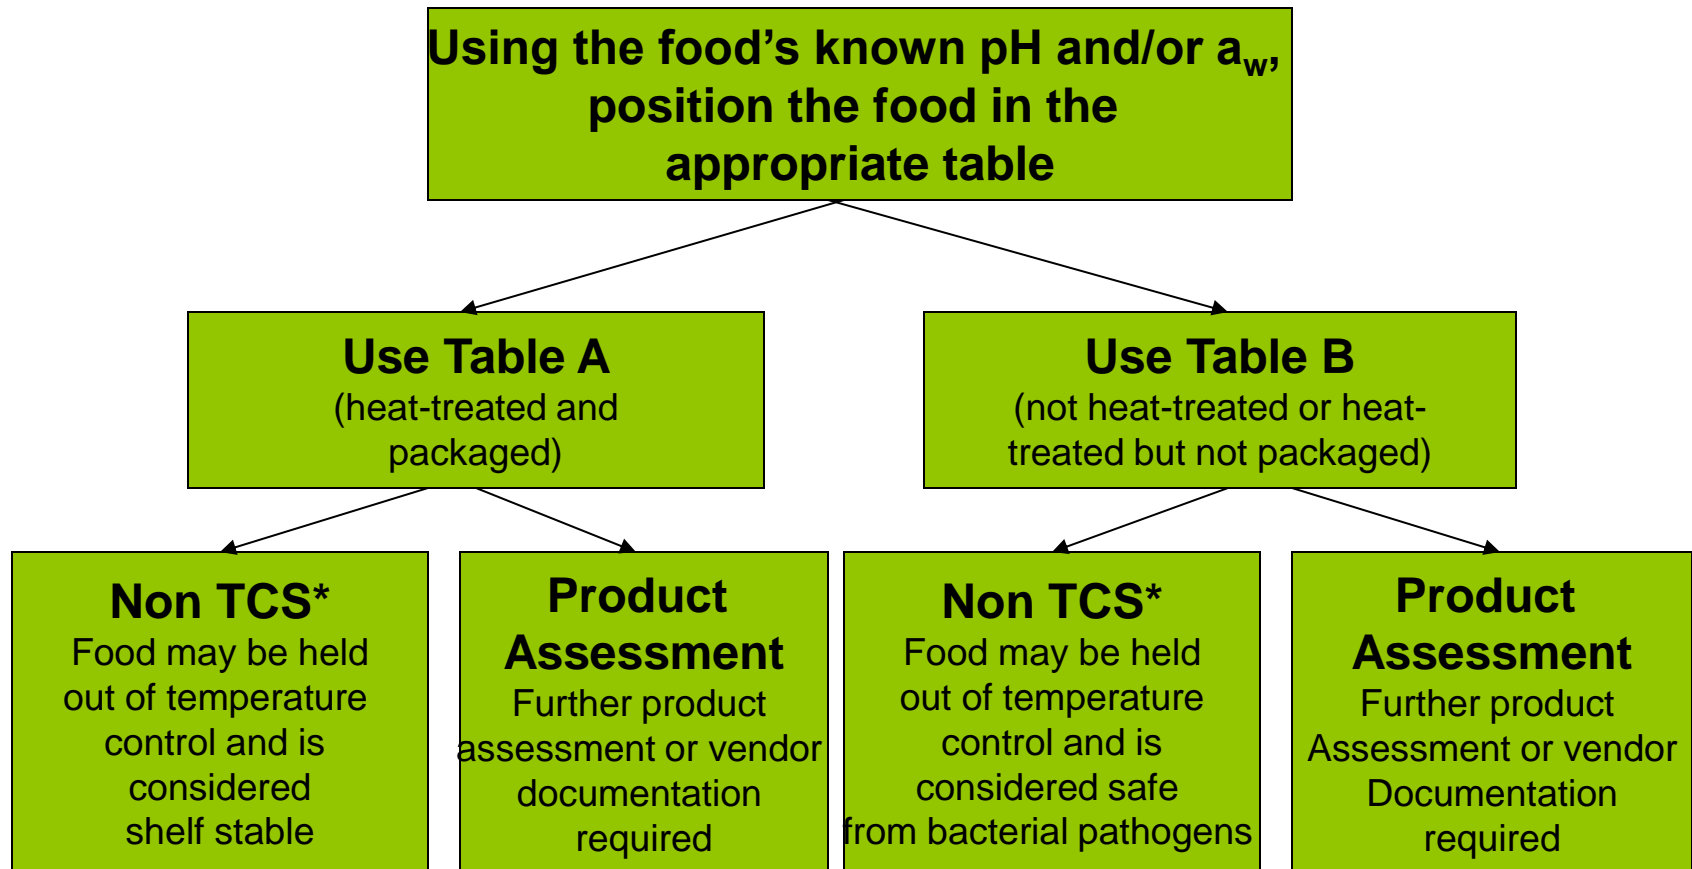 Using the food’s known pH and/or aw,
position the food in the
appropriate table
Use Table A
(heat-treated and
packaged)
Use Table B
(not heat-treated or heat-
treated but not packaged)
Non TCS*
Food may be held
out of temperature
control and is
considered
shelf stable
Product
Assessment
Further product
assessment or vendor
documentation
required
Non TCS*
Food may be held
out of temperature
control and is
considered safe
from bacterial pathogens
Product
Assessment
Further product
Assessment or vendor
Documentation
required